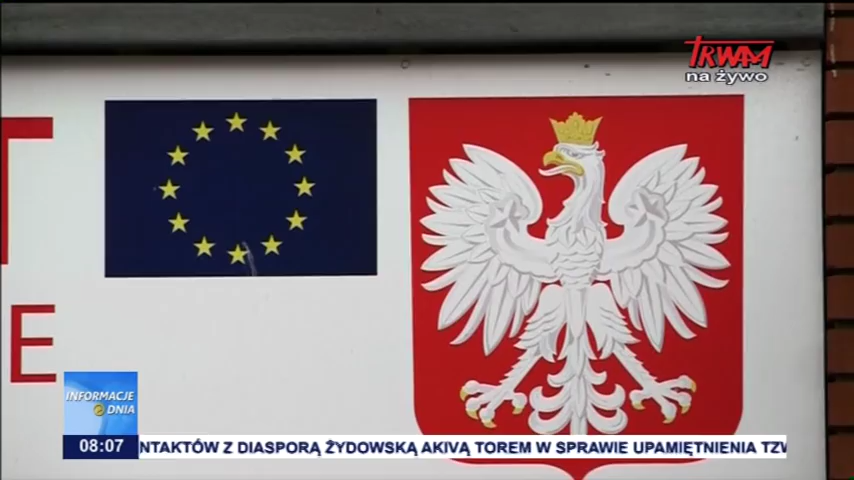 TRWAM
na żywo
T
E
INFORMACJE
DNIA
08:07 NTAKTÓW Z DIASPORĄ ŻYDOWSKĄ AKIVĄ TOREM W SPRAWIE UPAMIĘTNIENIA TZW